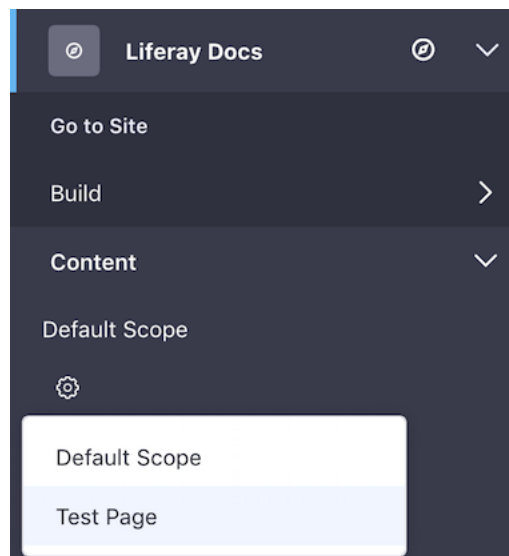 Liferay Docs
Go to Site
Build
Content
Default Scope
Default Scope
Test Page